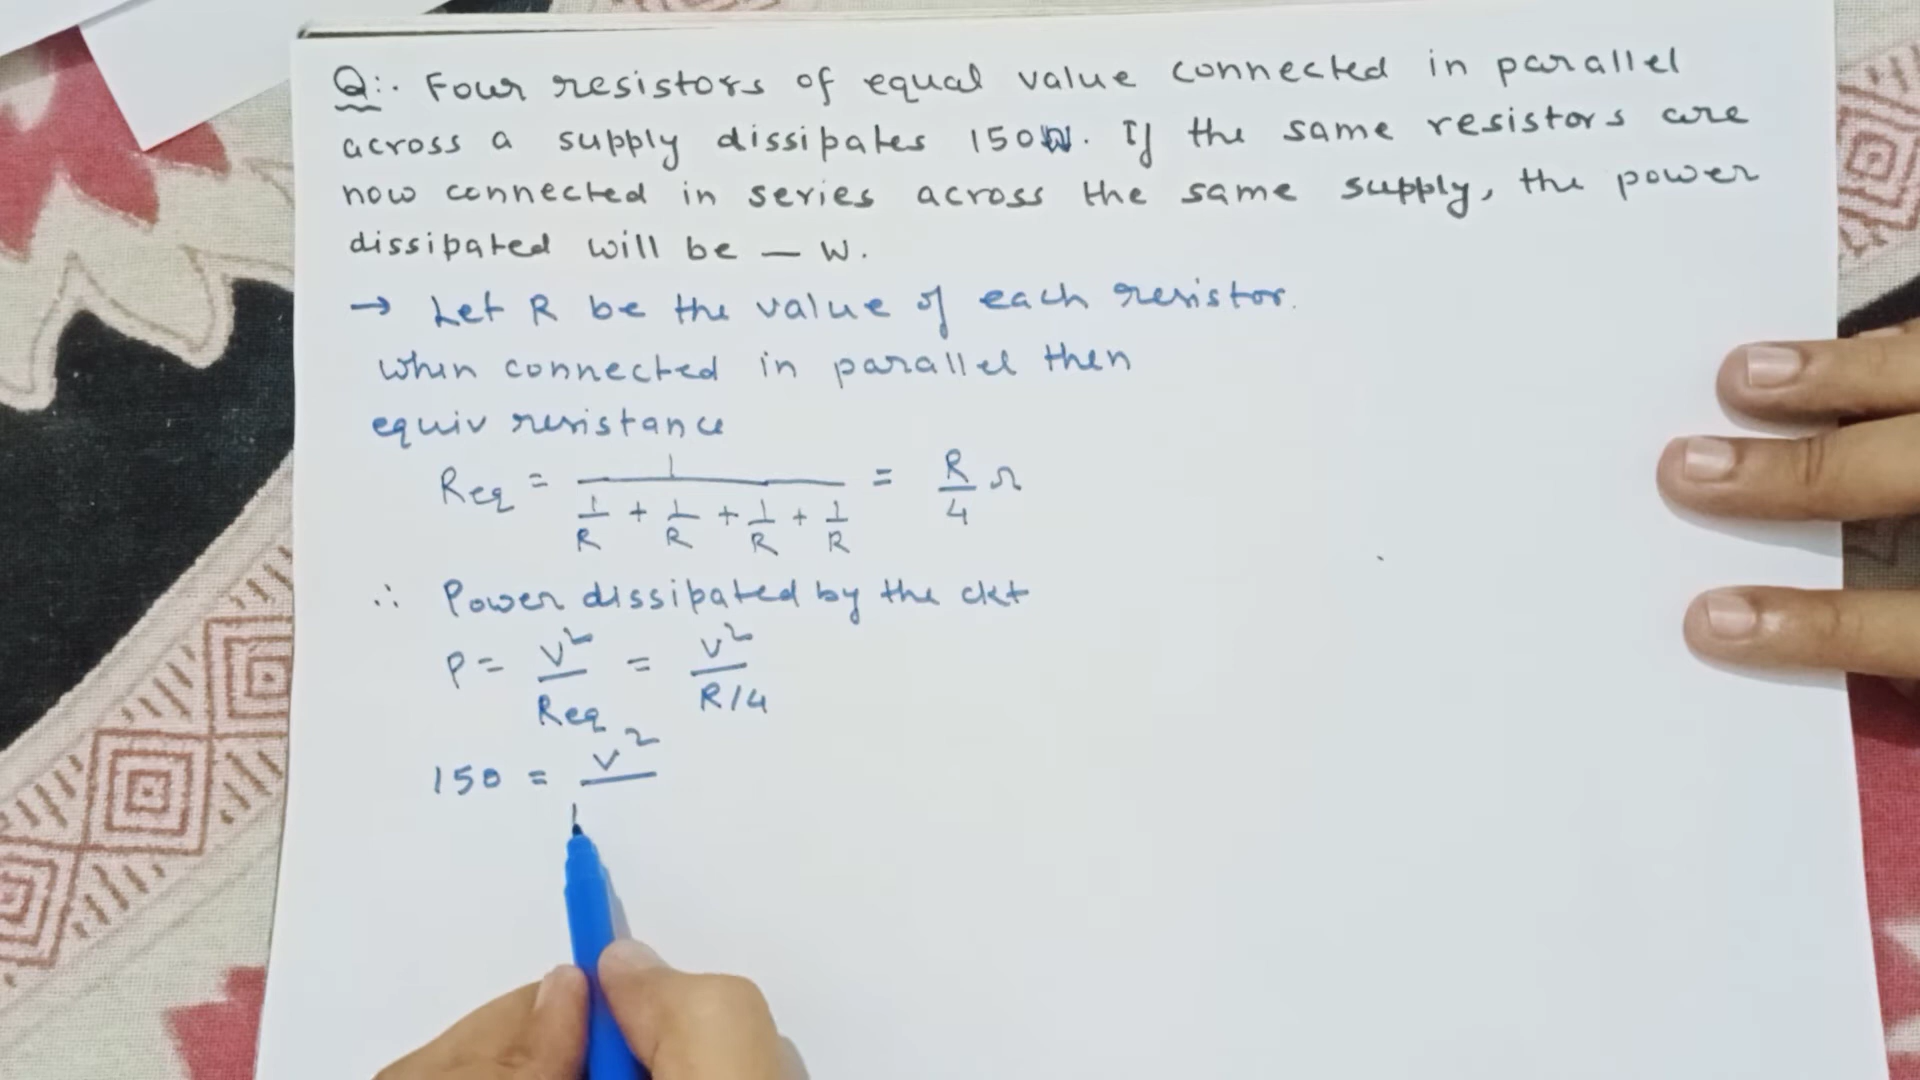 Q:. Four resistors of equal value connected in parallel
across a supply dissipates 150W. If the same resistors are
now connected in series across the same supply, the power
dissipated will be — W.
→ Let R be the value of each resistor.
when connected in parallel then
equiv resistance
Req = 1 / (1/R + 1/R + 1/R + 1/R) = R/4 Ω
∴ Power dissipated by the ckt
P = V²/Req = V²/(R/4)
150 = V²/